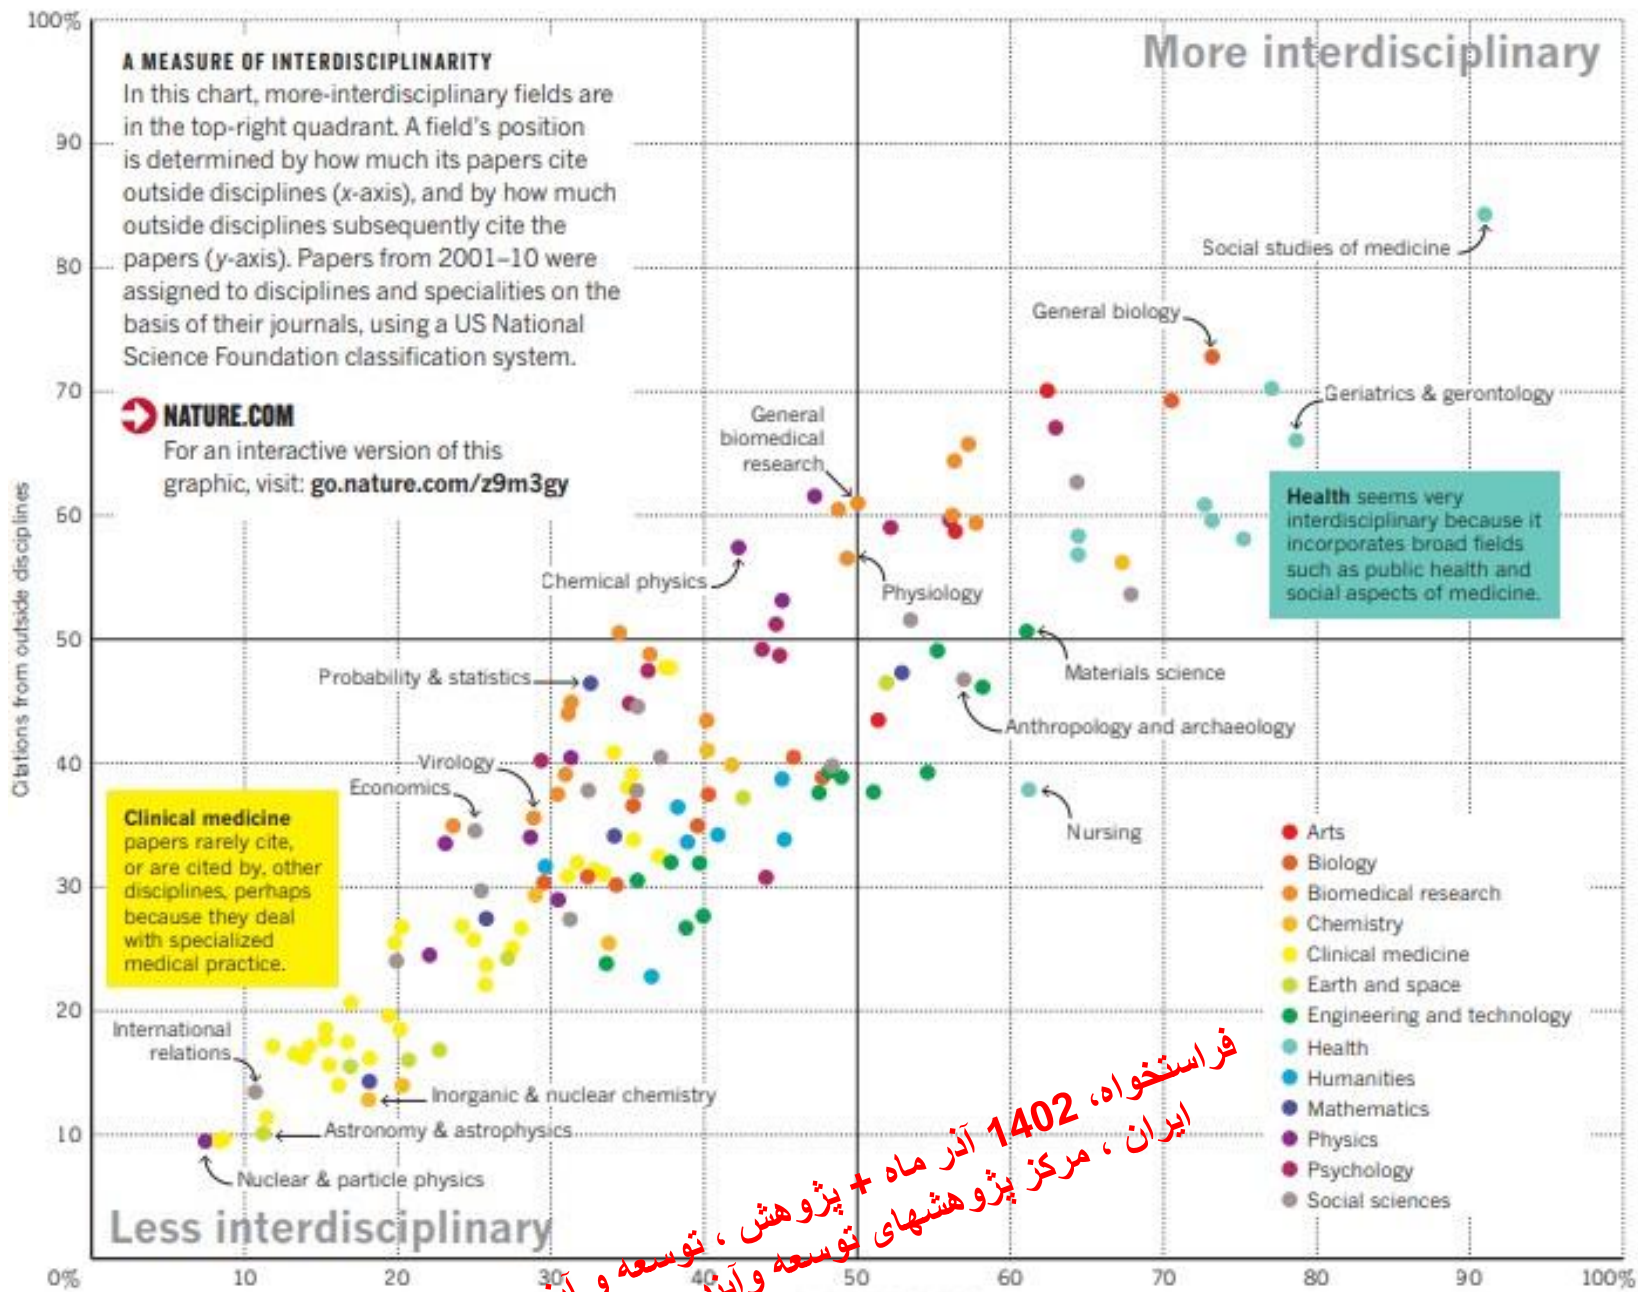 100%
More interdisciplinary
A MEASURE OF INTERDISCIPLINARITY
In this chart, more-interdisciplinary fields are
in the top-right quadrant. A field's position
is determined by how much its papers cite
outside disciplines (x-axis), and by how much
outside disciplines subsequently cite the
papers (y-axis). Papers from 2001–10 were
assigned to disciplines and specialities on the
basis of their journals, using a US National
Science Foundation classification system.
NATURE.COM
For an interactive version of this
graphic, visit: go.nature.com/z9m3gy
90
80
70
60
50
40
30
20
10
Citations from outside disciplines
Social studies of medicine
General biology
Geriatrics & gerontology
General
biomedical
research
Health seems very
interdisciplinary because it
incorporates broad fields
such as public health and
social aspects of medicine.
Chemical physics
Physiology
Probability & statistics
Materials science
Anthropology and archaeology
Virology
Economics
Nursing
Clinical medicine
papers rarely cite,
or are cited by, other
disciplines, perhaps
because they deal
with specialized
medical practice.
Arts
Biology
Biomedical research
Chemistry
Clinical medicine
Earth and space
Engineering and technology
Health
Humanities
Mathematics
Physics
Psychology
Social sciences
International
relations
Inorganic & nuclear chemistry
Astronomy & astrophysics
Nuclear & particle physics
Less interdisciplinary
فراستخواه، 1402 آذر ماه + پژوهش ، توسعه و
ایران ، مرکز پژوهشهای توسعه و
0%
10
20
30
40
50
60
70
80
90
100%